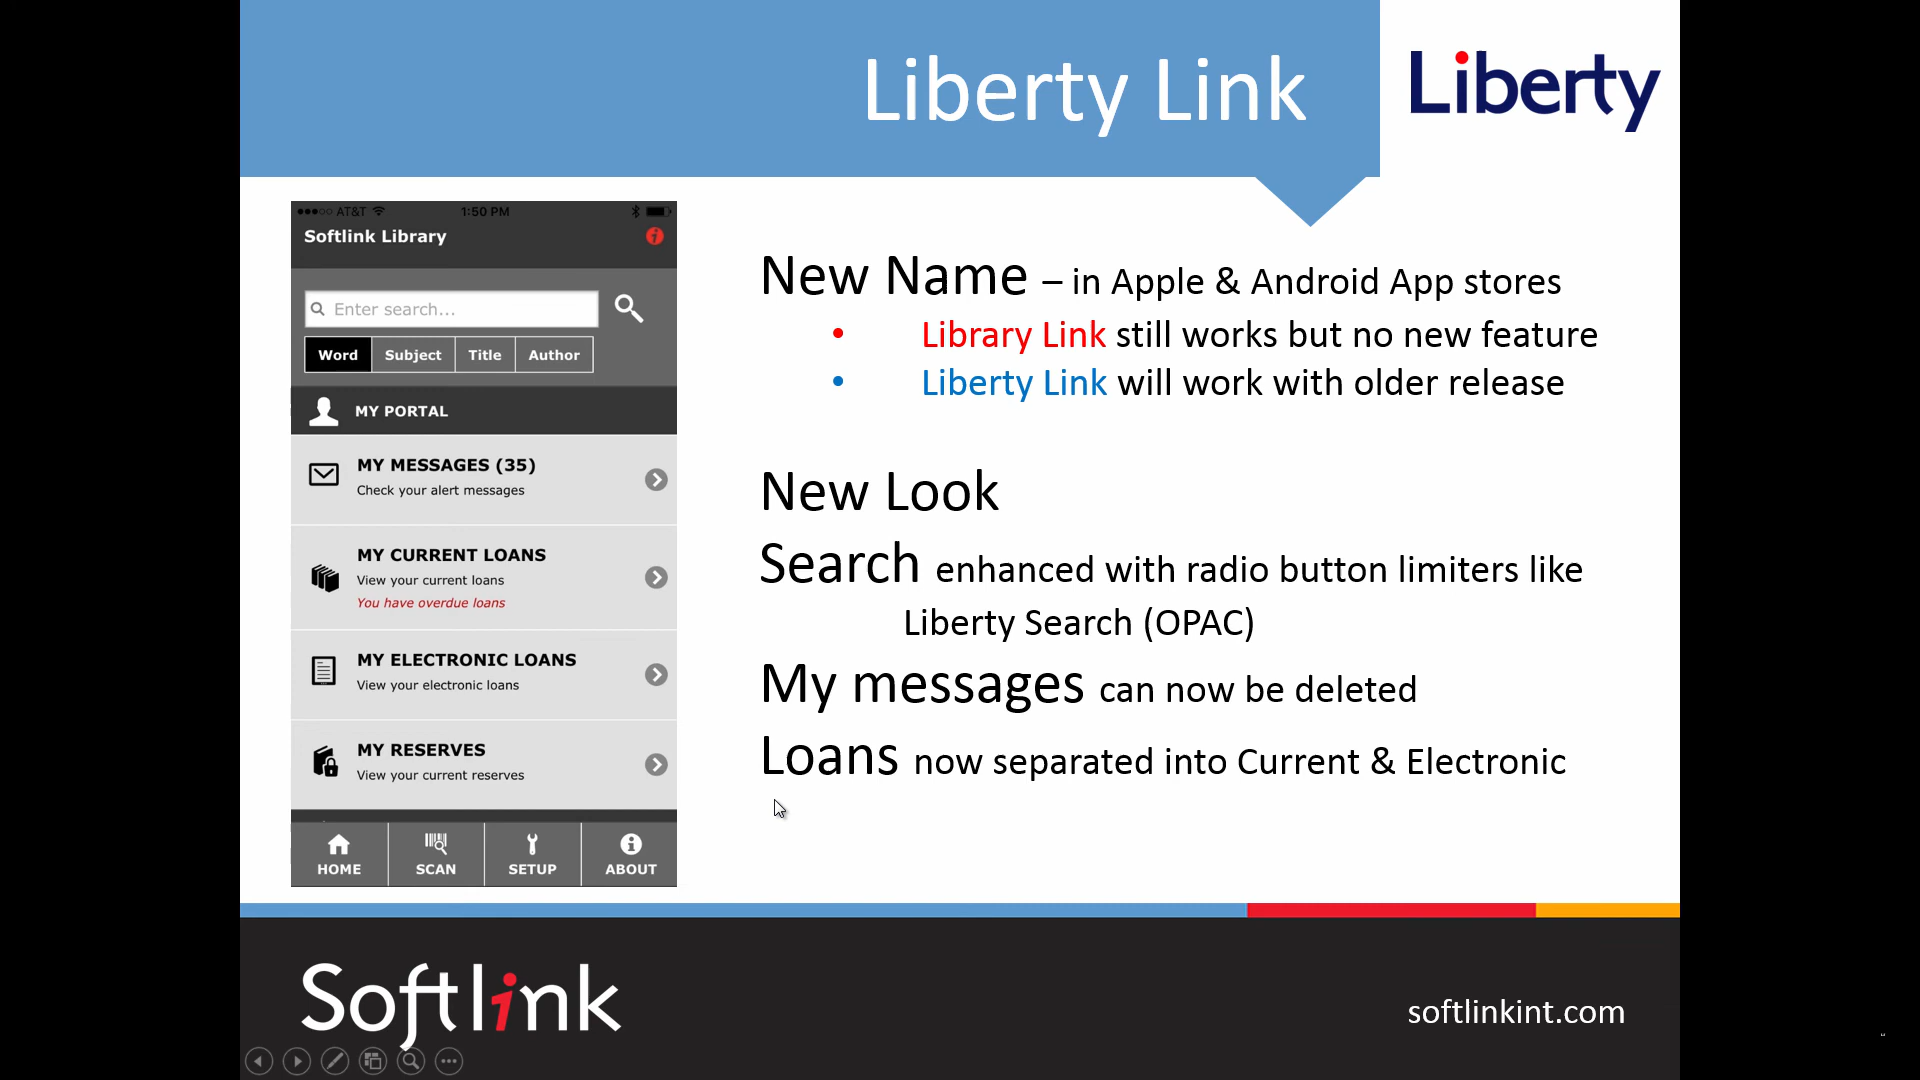 Liberty Link
Liberty
AT&T 1:50 PM
Softlink Library
Enter search...
Word Subject Title Author
MY PORTAL
MY MESSAGES (35)
Check your alert messages
MY CURRENT LOANS
View your current loans
You have overdue loans
MY ELECTRONIC LOANS
View your electronic loans
MY RESERVES
View your current reserves
HOME SCAN SETUP ABOUT
New Name – in Apple & Android App stores
• Library Link still works but no new feature
• Liberty Link will work with older release
New Look
Search enhanced with radio button limiters like
Liberty Search (OPAC)
My messages can now be deleted
Loans now separated into Current & Electronic
Softlink
softlinkint.com